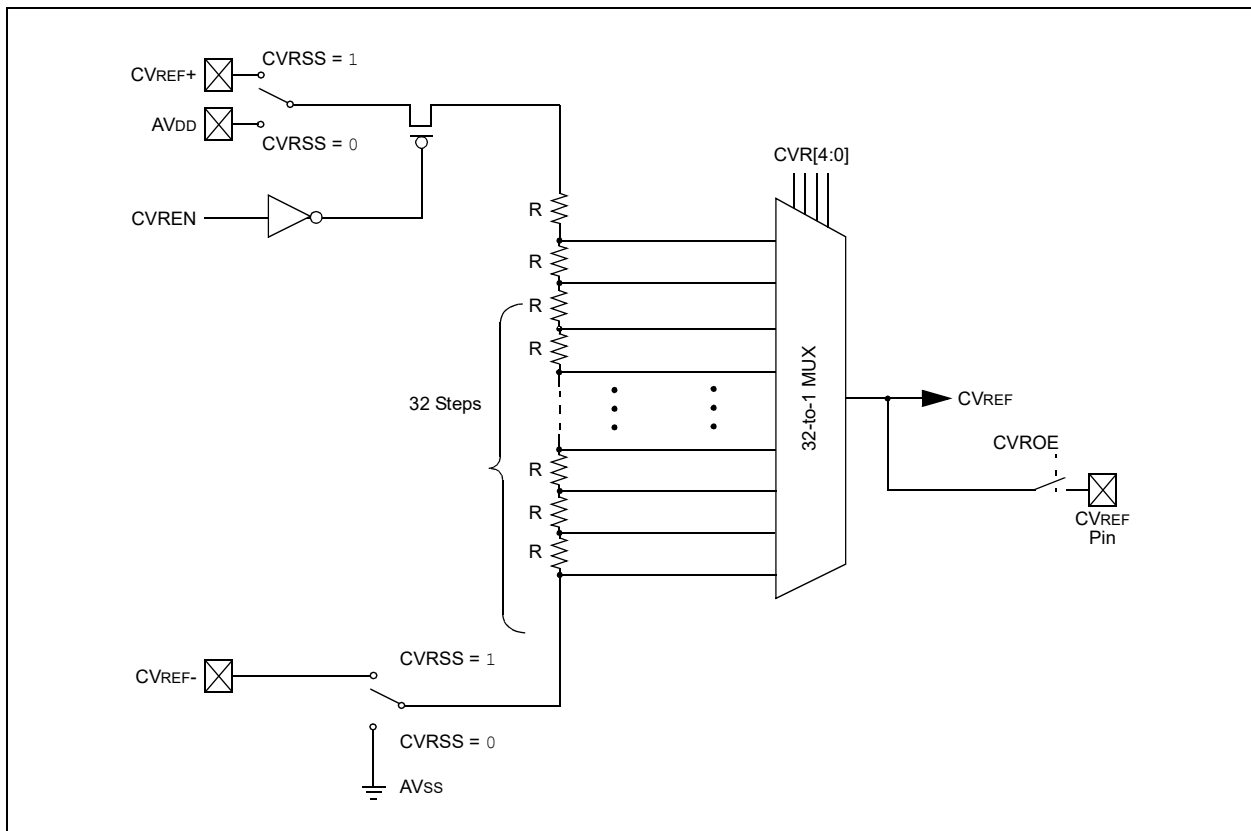 CVRSS = 1
CVREF+
AVDD
CVRSS = 0
CVREN
CVR[4:0]
R
R
R
R
32 Steps
32-to-1 MUX
CVREF
CVROE
R
R
R
CVREF
Pin
CVRSS = 1
CVREF-
CVRSS = 0
AVSS